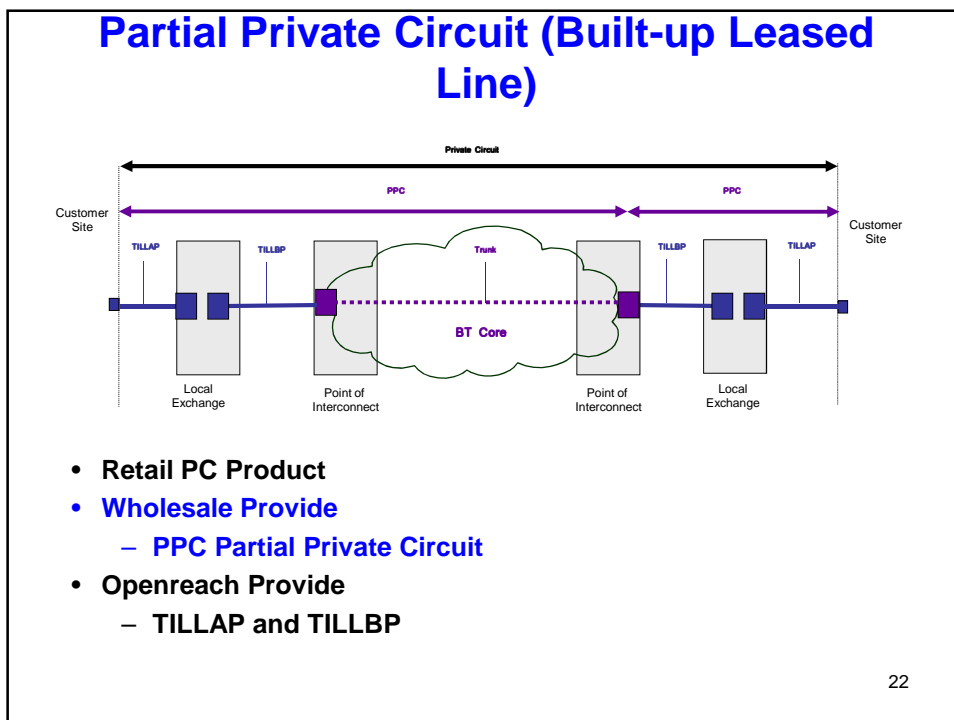 Partial Private Circuit (Built-up Leased
Line)
Private Circuit
PPC
PPC
Customer
Site
Customer
Site
TILLAP
TILLBP
Trunk
TILLBP
TILLAP
BT Core
Local
Exchange
Point of
Interconnect
Point of
Interconnect
Local
Exchange
• Retail PC Product
• Wholesale Provide
– PPC Partial Private Circuit
• Openreach Provide
– TILLAP and TILLBP
22